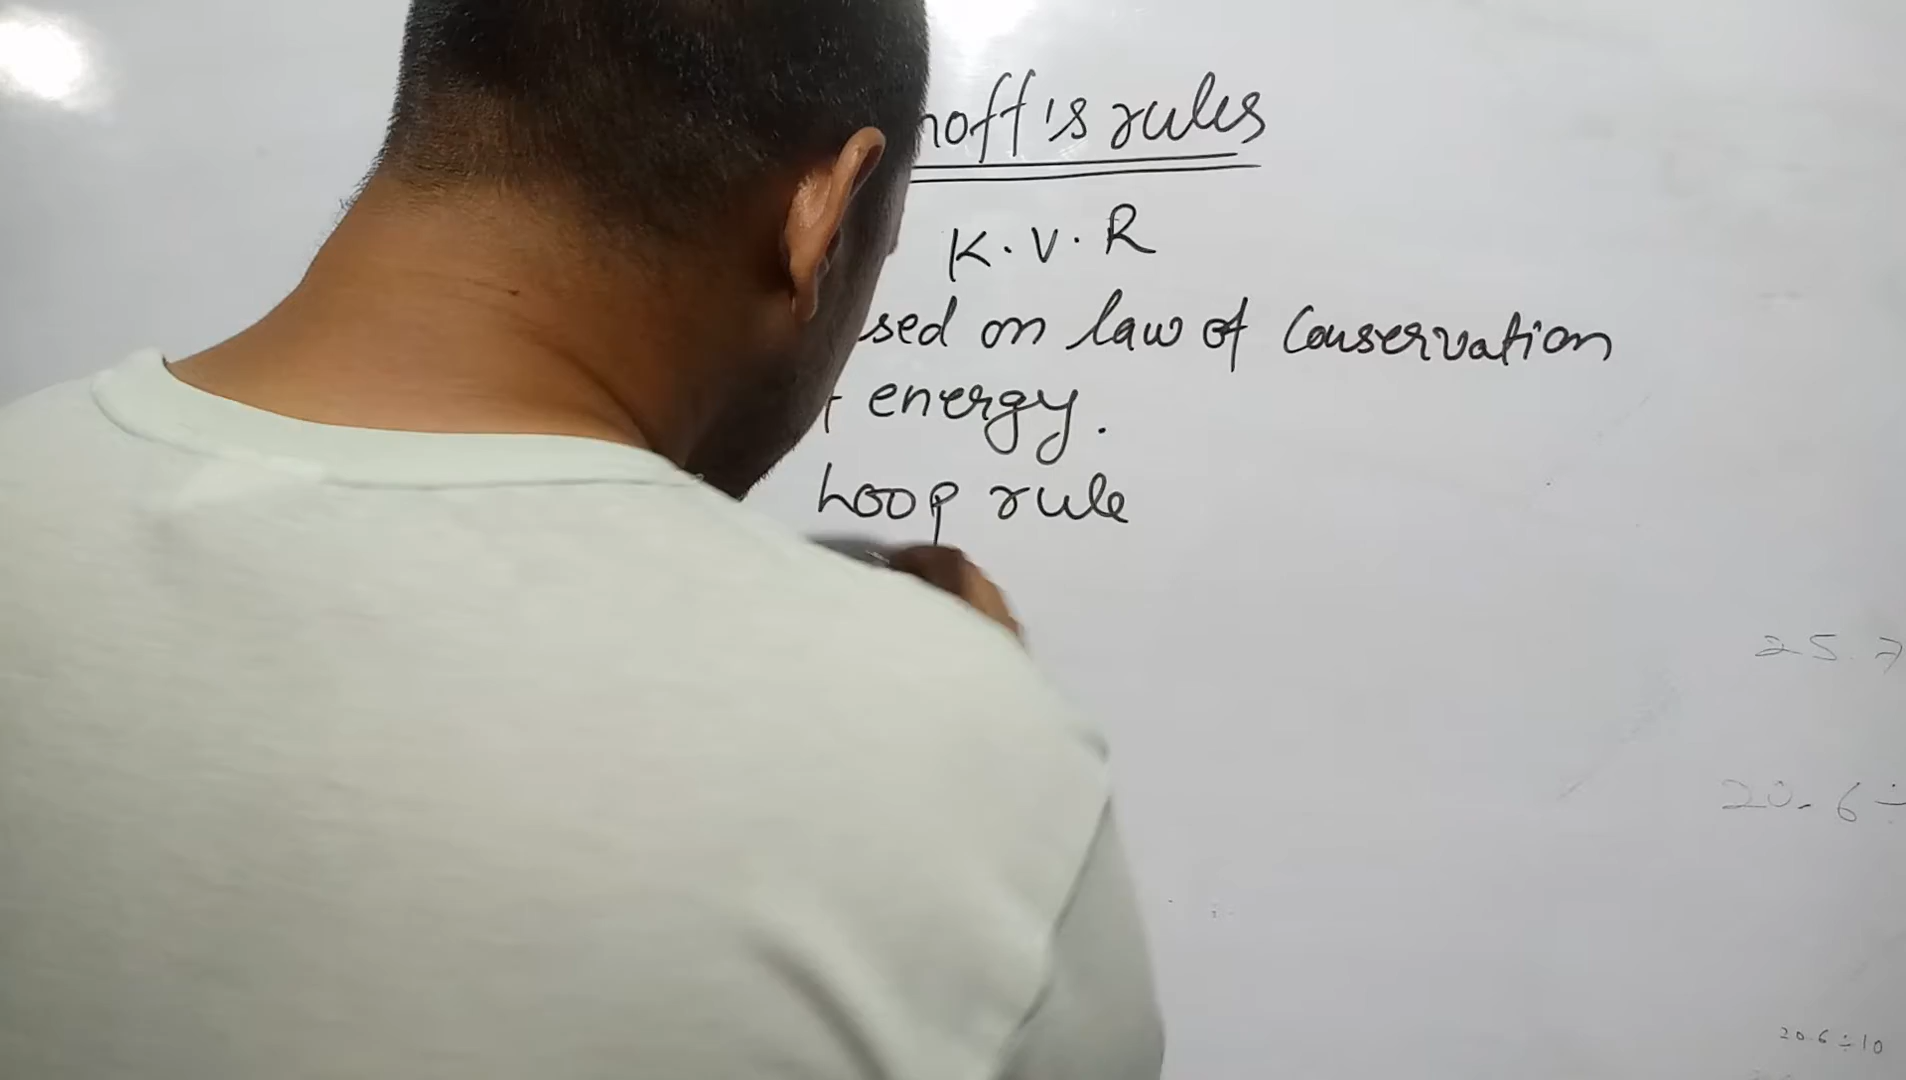 hoff's rules
K.V.R
sed on law of Conservation
energy.
Loop rule
25.7
20.6÷
20.6÷10